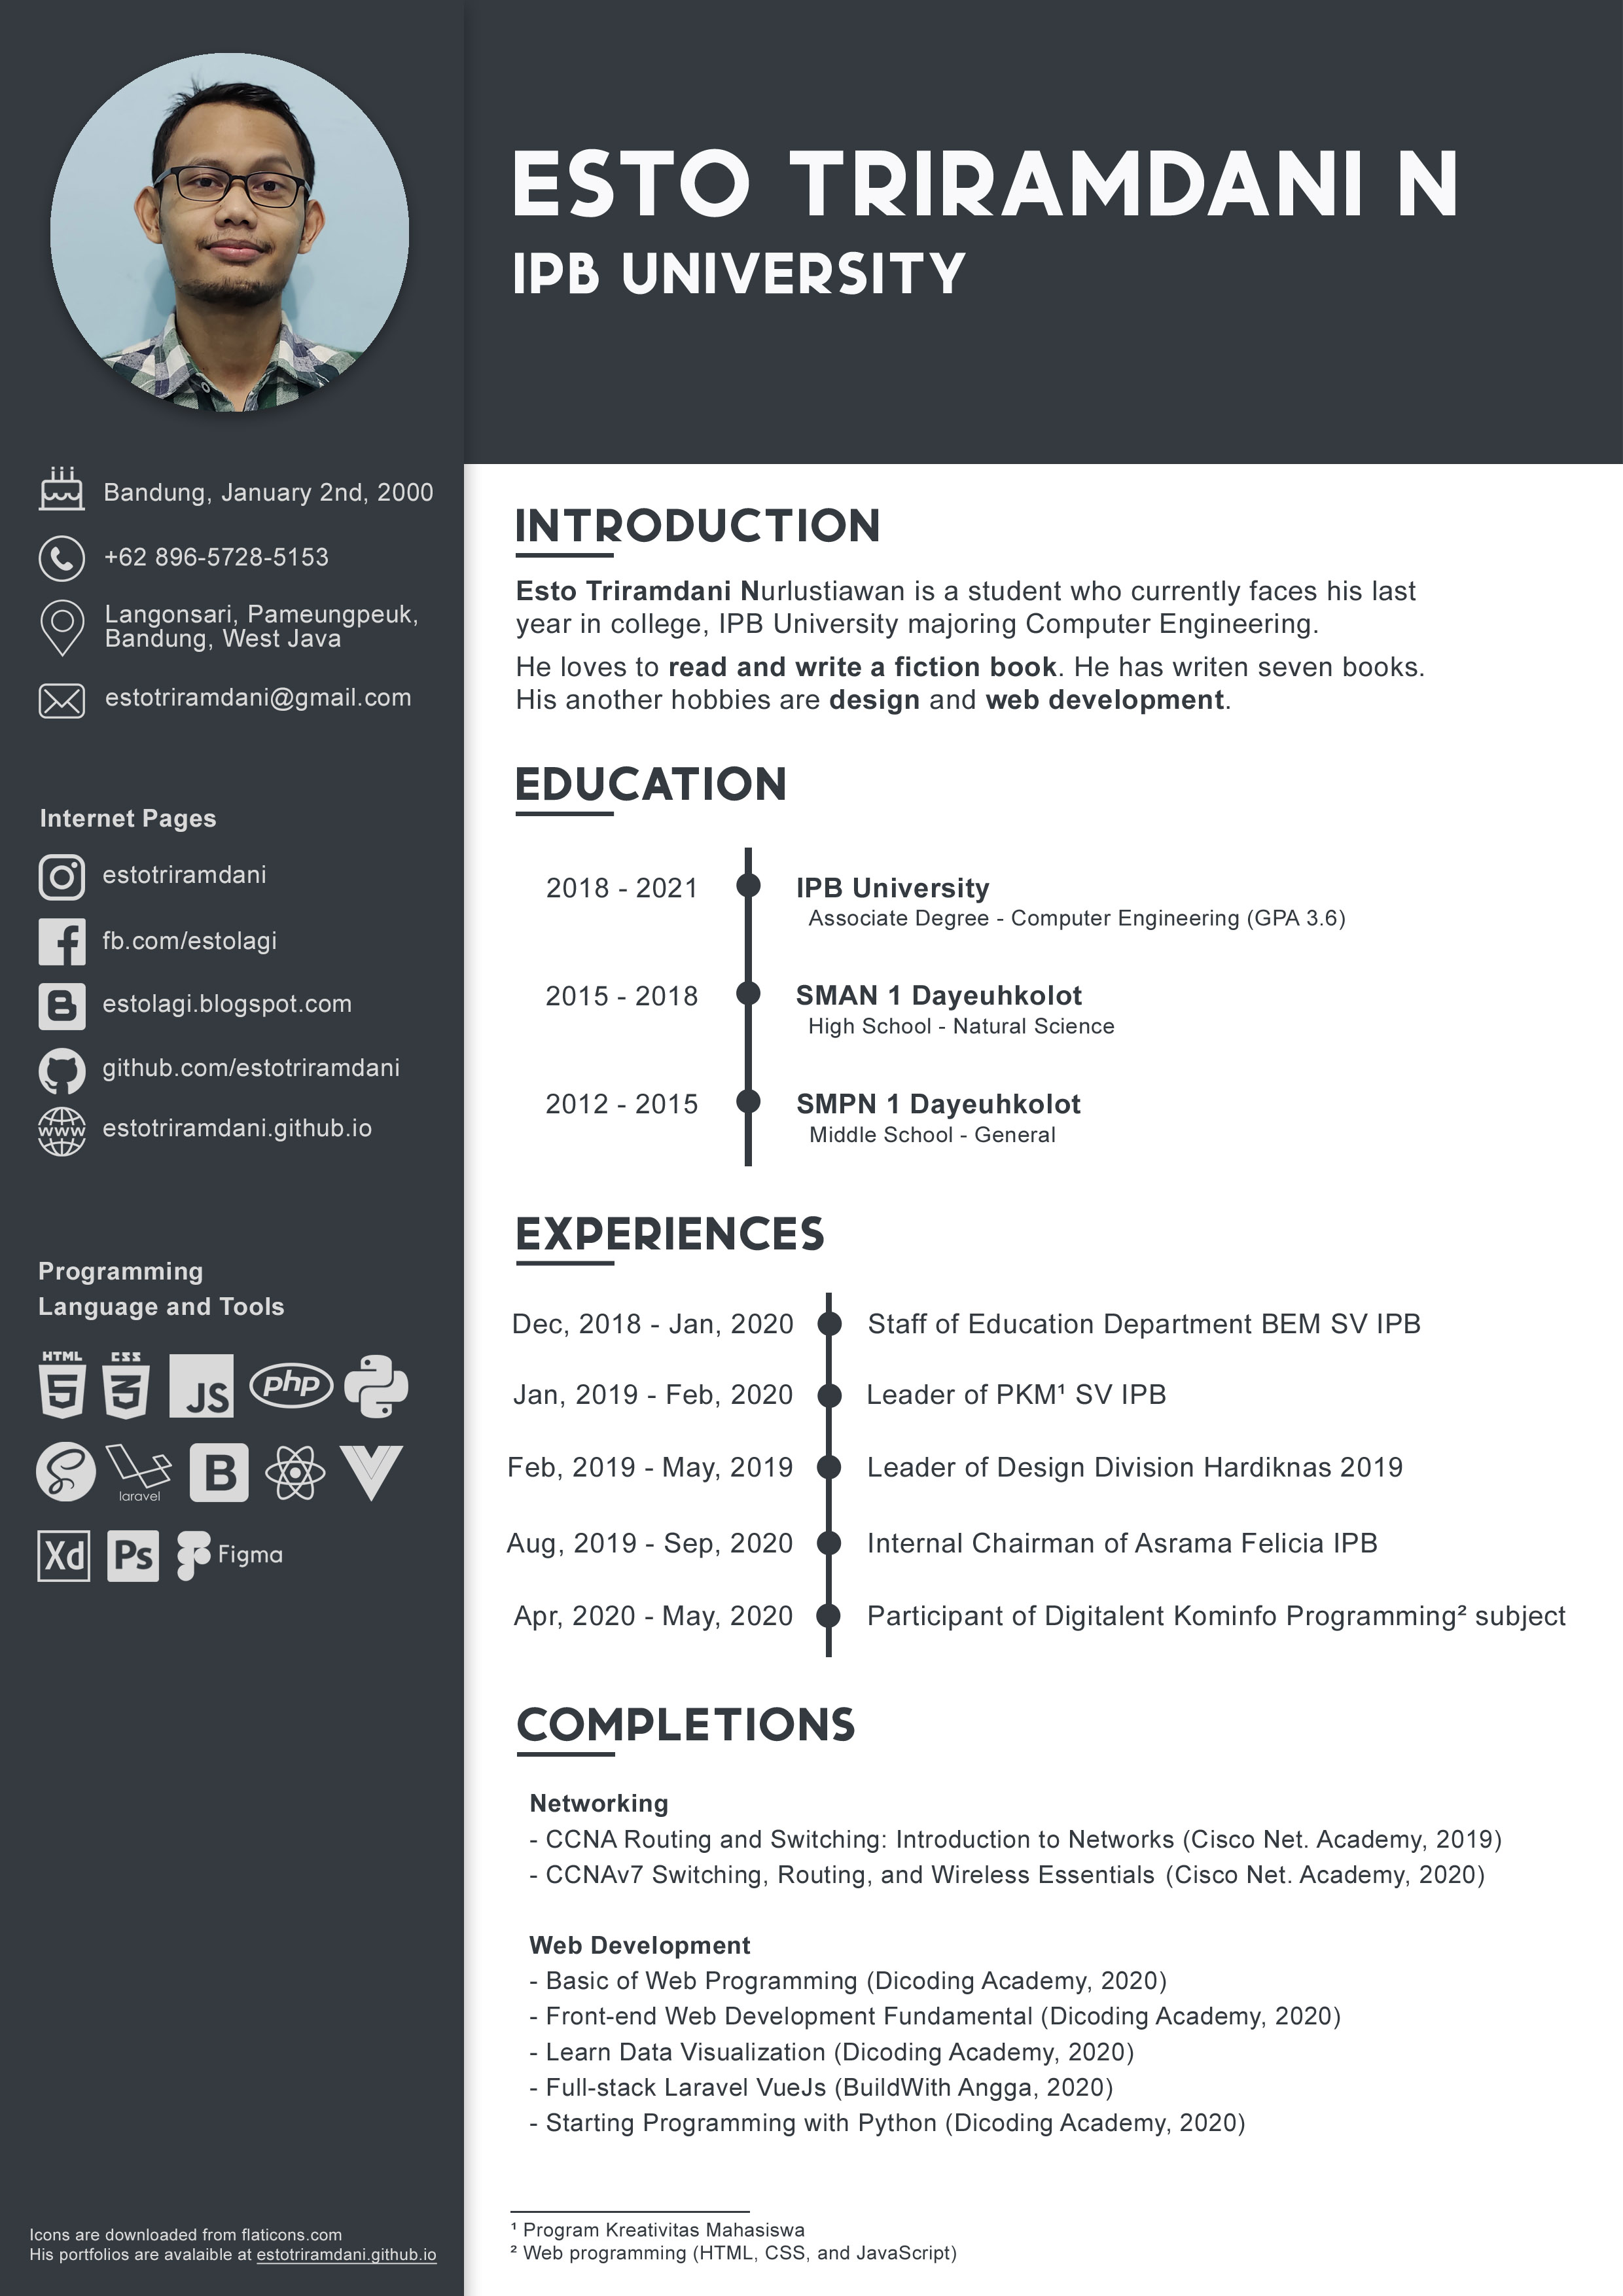 ESTO TRIRAMDANI N
IPB UNIVERSITY
Bandung, January 2nd, 2000
+62 896-5728-5153
Langonsari, Pameungpeuk,
Bandung, West Java
estotriramdani@gmail.com
Internet Pages
estotriramdani
fb.com/estolagi
estolagi.blogspot.com
github.com/estotriramdani
www
estotriramdani.github.io
Programming
Language and Tools
HTML 5 CSS 3 JS php
S laravel B
Xd Ps Figma
Icons are downloaded from flaticons.com
His portfolios are avalaible at estotriramdani.github.io
INTRODUCTION
Esto Triramdani Nurlustiawan is a student who currently faces his last
year in college, IPB University majoring Computer Engineering.
He loves to read and write a fiction book. He has writen seven books.
His another hobbies are design and web development.
EDUCATION
2018 - 2021 IPB University
Associate Degree - Computer Engineering (GPA 3.6)
2015 - 2018 SMAN 1 Dayeuhkolot
High School - Natural Science
2012 - 2015 SMPN 1 Dayeuhkolot
Middle School - General
EXPERIENCES
Dec, 2018 - Jan, 2020 Staff of Education Department BEM SV IPB
Jan, 2019 - Feb, 2020 Leader of PKM¹ SV IPB
Feb, 2019 - May, 2019 Leader of Design Division Hardiknas 2019
Aug, 2019 - Sep, 2020 Internal Chairman of Asrama Felicia IPB
Apr, 2020 - May, 2020 Participant of Digitalent Kominfo Programming² subject
COMPLETIONS
Networking
- CCNA Routing and Switching: Introduction to Networks (Cisco Net. Academy, 2019)
- CCNAv7 Switching, Routing, and Wireless Essentials (Cisco Net. Academy, 2020)
Web Development
- Basic of Web Programming (Dicoding Academy, 2020)
- Front-end Web Development Fundamental (Dicoding Academy, 2020)
- Learn Data Visualization (Dicoding Academy, 2020)
- Full-stack Laravel VueJs (BuildWith Angga, 2020)
- Starting Programming with Python (Dicoding Academy, 2020)
¹ Program Kreativitas Mahasiswa
² Web programming (HTML, CSS, and JavaScript)